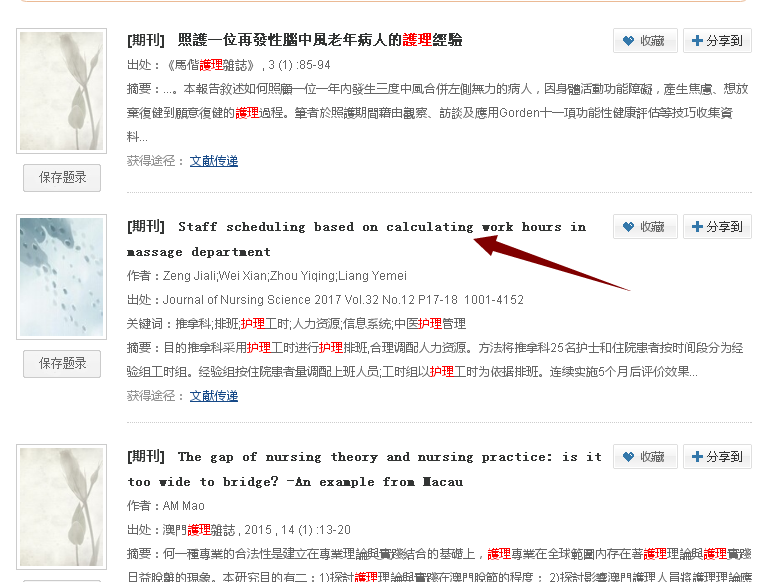 [期刊] 照護一位再發性腦中風老年病人的護理經驗
收藏
分享到
出处：《馬偕護理雜誌》 , 3 (1) :85-94
摘要：...。本報告敘述如何照顧一位一年內發生三度中風合併左側無力的病人，因身體活動功能障礙，產生焦慮、想放
棄復健到願意復健的護理過程。筆者於照護期間藉由觀察、訪談及應用Gorden十一項功能性健康評估等技巧收集資
料...
获得途径： 文献传递
保存题录
[期刊] Staff scheduling based on calculating work hours in
massage department
收藏
分享到
作者：Zeng Jiali;Wei Xian;Zhou Yiqing;Liang Yemei
出处：Journal of Nursing Science 2017 Vol.32 No.12 P17-18 1001-4152
关键词：推拿科;排班;护理工时;人力资源;信息系统;中医护理管理
摘要：目的推拿科采用护理工时进行护理排班,合理调配人力资源。方法将推拿科25名护士和住院患者按时间段分为经
验组工时组。经验组按住院患者量调配上班人员;工时组以护理工时为依据排班。连续实施5个月后评价效果...
获得途径： 文献传递
保存题录
[期刊] The gap of nursing theory and nursing practice: is it
too wide to bridge? -An example from Macau
收藏
分享到
作者：AM Mao
出处：澳門護理雜誌 , 2015 , 14 (1) :13-20
摘要：何一種專業的合法性是建立在專業理論與實踐結合的基礎上，護理專業在全球範圍内存在著護理理論與護理實踐
日益脫離的現象。本研究目的有二：1)探討護理理論與實踐在澳門脫節的程度； 2)探討影響澳門護理人員將護理理論應